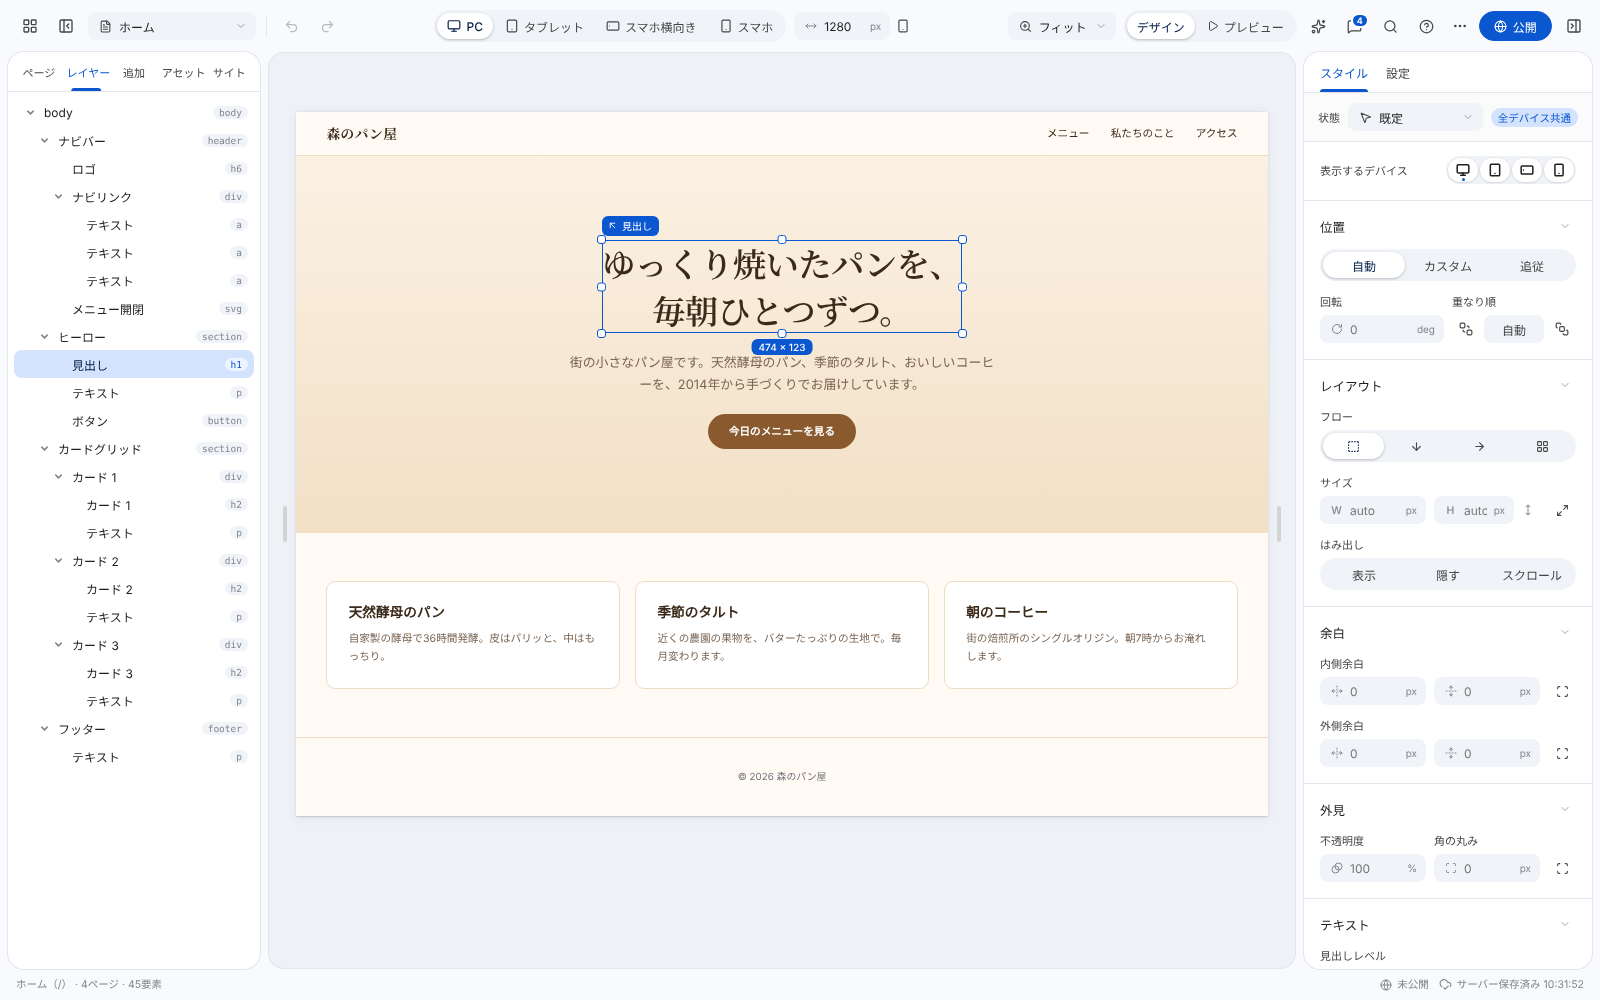 ホーム
PC
タブレット
スマホ横向き
スマホ
1280 px
フィット
デザイン
プレビュー
4
公開
ページ
レイヤー
追加
アセット
サイト
body body
ナビバー header
ロゴ h6
ナビリンク div
テキスト a
テキスト a
テキスト a
メニュー開閉 svg
ヒーロー section
見出し h1
テキスト p
ボタン button
カードグリッド section
カード 1 div
カード 1 h2
テキスト p
カード 2 div
カード 2 h2
テキスト p
カード 3 div
カード 3 h2
テキスト p
フッター footer
テキスト p
森のパン屋
メニュー
私たちのこと
アクセス
見出し
ゆっくり焼いたパンを、
毎朝ひとつずつ。
474 × 123
街の小さなパン屋です。天然酵母のパン、季節のタルト、おいしいコーヒ
ーを、2014年から手づくりでお届けしています。
今日のメニューを見る
天然酵母のパン
自家製の酵母で36時間発酵。皮はパリッと、中はも
っちり。
季節のタルト
近くの農園の果物を、バターたっぷりの生地で。毎
月変わります。
朝のコーヒー
街の焙煎所のシングルオリジン。朝7時からお淹れ
します。
© 2026 森のパン屋
スタイル
設定
状態
既定
全デバイス共通
表示するデバイス
位置
自動
カスタム
追従
回転
重なり順
0 deg
自動
レイアウト
フロー
サイズ
W auto px
H auto px
はみ出し
表示
隠す
スクロール
余白
内側余白
0 px
0 px
外側余白
0 px
0 px
外見
不透明度
角の丸み
100 %
0 px
テキスト
見出しレベル
ホーム（/） · 4ページ · 45要素
未公開
サーバー保存済み 10:31:52